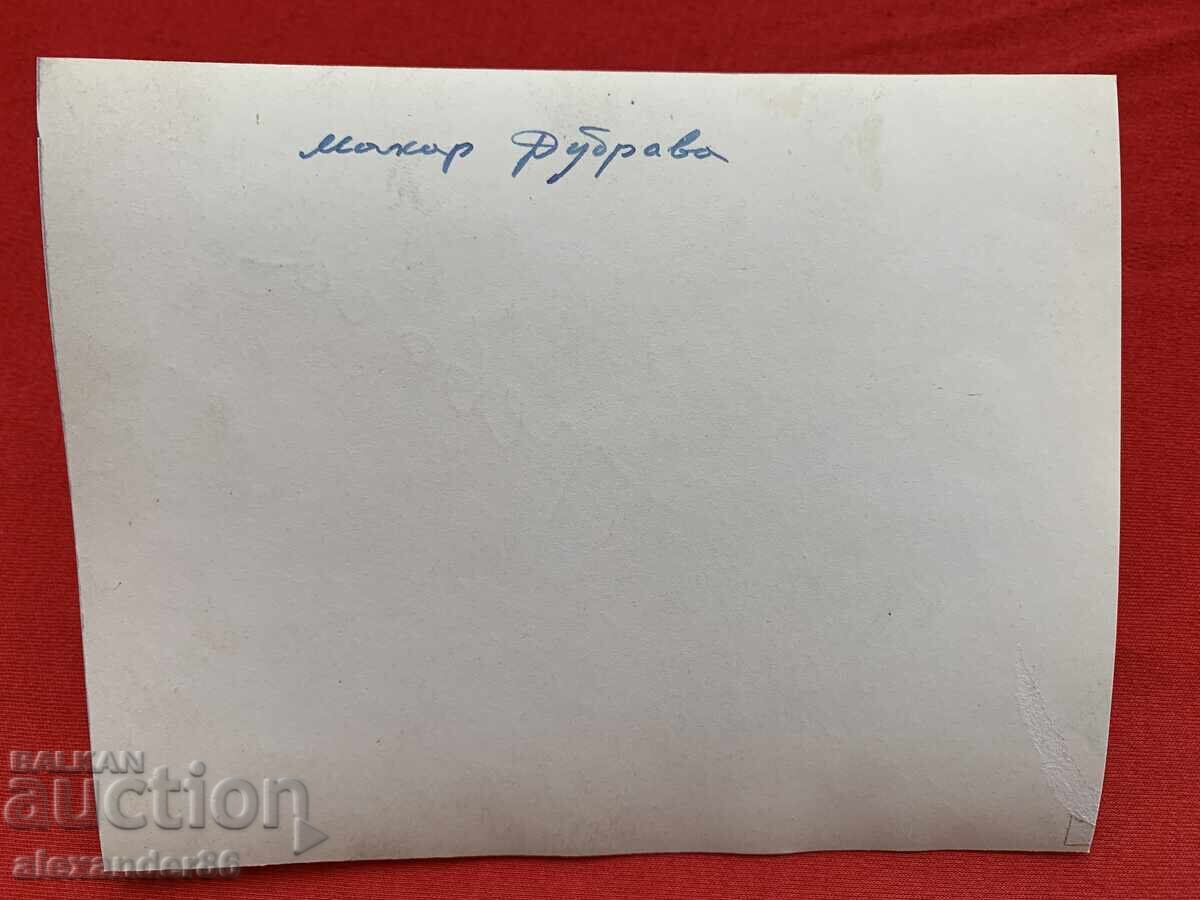 Макар Дубрава
BALKAN
auction
alexander86